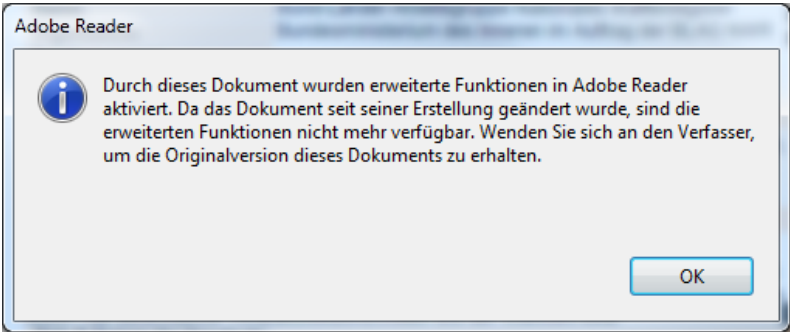 Adobe Reader
Durch dieses Dokument wurden erweiterte Funktionen in Adobe Reader
aktiviert. Da das Dokument seit seiner Erstellung geändert wurde, sind die
erweiterten Funktionen nicht mehr verfügbar. Wenden Sie sich an den Verfasser,
um die Originalversion dieses Dokuments zu erhalten.
OK